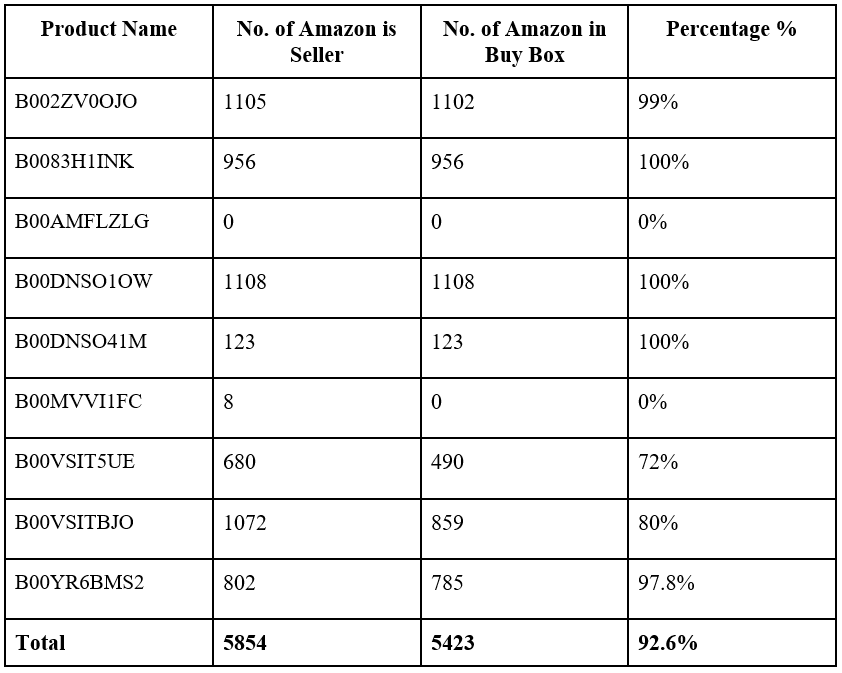 Product Name No. of Amazon is Seller No. of Amazon in Buy Box Percentage %
B002ZV0OJO 1105 1102 99%
B0083H1INK 956 956 100%
B00AMFLZLG 0 0 0%
B00DNSO1OW 1108 1108 100%
B00DNSO41M 123 123 100%
B00MVVI1FC 8 0 0%
B00VSIT5UE 680 490 72%
B00VSITBJO 1072 859 80%
B00YR6BMS2 802 785 97.8%
Total 5854 5423 92.6%